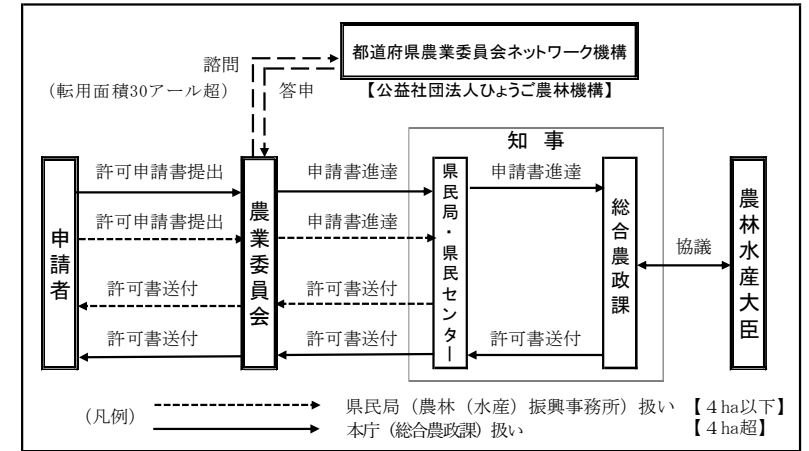 都道府県農業委員会ネットワーク機構
諮問
（転用面積30アール超）
答申
【公益社団法人ひょうご農林機構】
知 事
申請者
許可申請書提出
許可申請書提出
許可書送付
許可書送付
農業委員会
申請書進達
申請書進達
許可書送付
許可書送付
県民局・県民センター
申請書進達
許可書送付
総合農政課
協議
農林水産大臣
（凡例）
県民局（農林（水産）振興事務所）扱い 【４ha以下】
本庁（総合農政課）扱い 【４ha超】